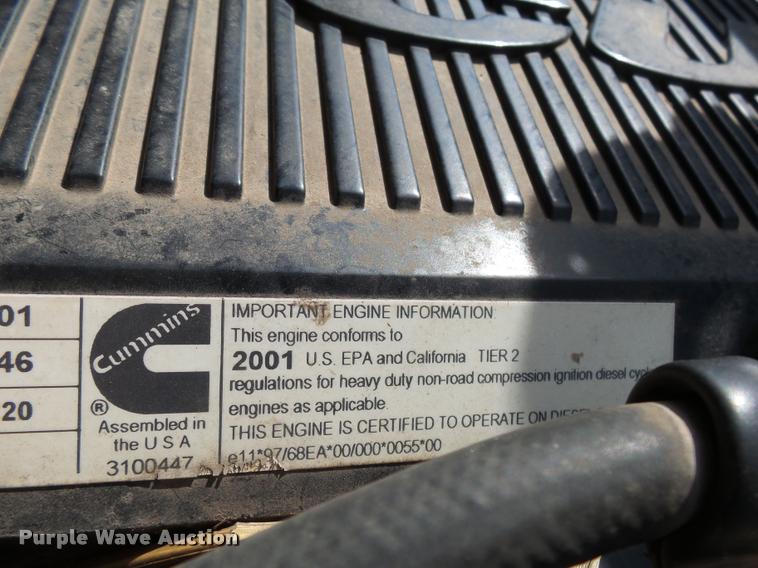 01
46
20
Cummins
®
Assembled in
the U S A
3100447
IMPORTANT ENGINE INFORMATION
This engine conforms to
2001 U.S. EPA and California TIER 2
regulations for heavy duty non-road compression ignition diesel
engines as applicable.
THIS ENGINE IS CERTIFIED TO OPERATE ON
e11*97/68EA*00/000*0055*00
Purple Wave Auction